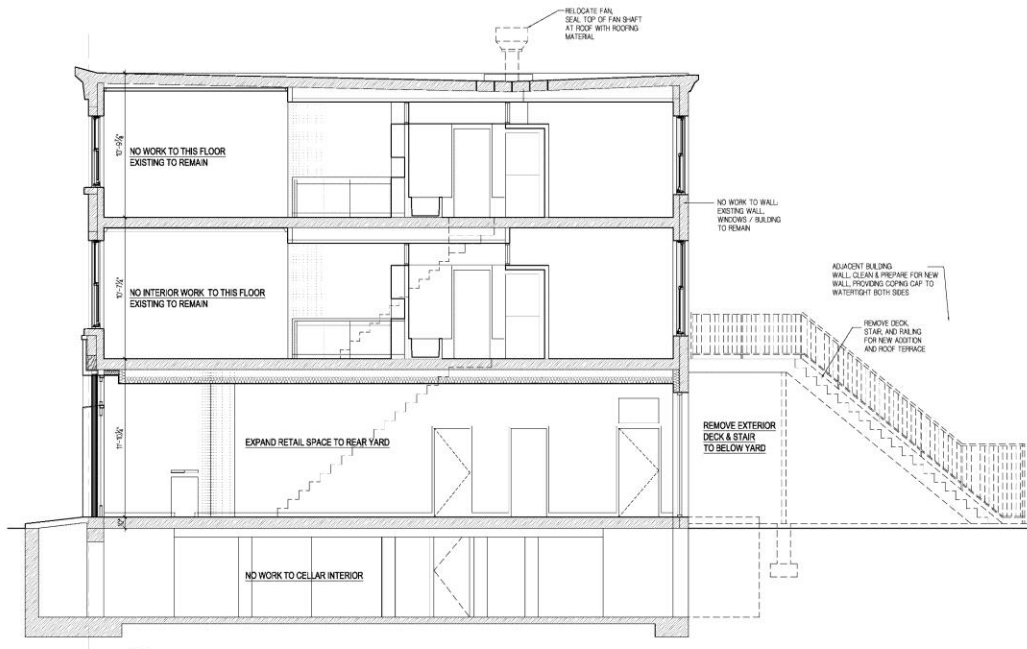 RELOCATE FAN,
SEAL TOP OF FAN SHAFT
AT ROOF WITH ROOFING
MATERIAL
10'-9⅞"
NO WORK TO THIS FLOOR
EXISTING TO REMAIN
NO WORK TO WALL;
EXISTING WALL,
WINDOWS / BUILDING
TO REMAIN
NO INTERIOR WORK TO THIS FLOOR
EXISTING TO REMAIN
ADJACENT BUILDING
WALL, CLEAN & PREPARE FOR NEW
WALL, PROVIDING COPING CAP TO
WATERTIGHT BOTH SIDES
REMOVE DECK,
STAIR, AND RAILING
FOR NEW ADDITION
AND ROOF TERRACE
EXPAND RETAIL SPACE TO REAR YARD
REMOVE EXTERIOR
DECK & STAIR
TO BELOW YARD
NO WORK TO CELLAR INTERIOR